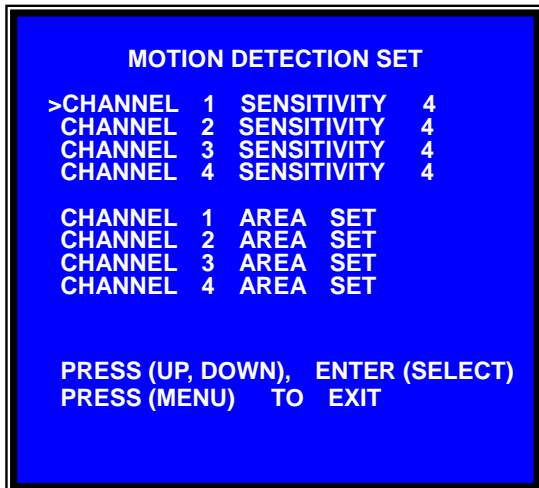 MOTION DETECTION SET
>CHANNEL 1 SENSITIVITY 4
CHANNEL 2 SENSITIVITY 4
CHANNEL 3 SENSITIVITY 4
CHANNEL 4 SENSITIVITY 4
CHANNEL 1 AREA SET
CHANNEL 2 AREA SET
CHANNEL 3 AREA SET
CHANNEL 4 AREA SET
PRESS (UP, DOWN), ENTER (SELECT)
PRESS (MENU) TO EXIT